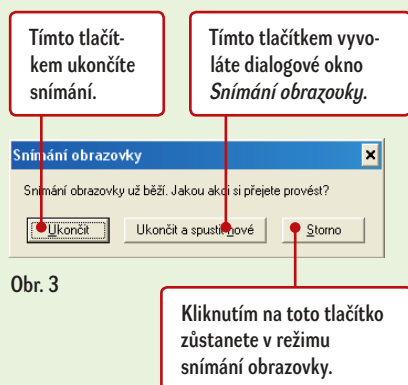 Tímto tlačít-
kem ukončíte
snímání.
Tímto tlačítkem vyvo-
láte dialogové okno
Snímání obrazovky.
Snímání obrazovky
Snímání obrazovky už běží. Jakou akci si přejete provést?
Ukončit
Ukončit a spustit nové
Storno
Obr. 3
Kliknutím na toto tlačítko
zůstanete v režimu
snímání obrazovky.